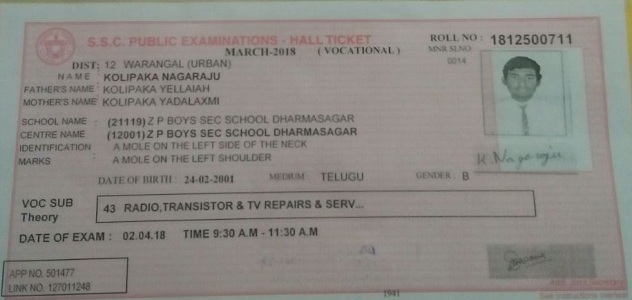 S.S.C. PUBLIC EXAMINATIONS - HALL TICKET
MARCH-2018 (VOCATIONAL)
ROLL NO : 1812500711
MNR SLNO:
0014
DIST: 12 WARANGAL (URBAN)
NAME : KOLIPAKA NAGARAJU
FATHER'S NAME : KOLIPAKA YELLAIAH
MOTHER'S NAME : KOLIPAKA YADALAXMI
SCHOOL NAME : (21119) Z P BOYS SEC SCHOOL DHARMASAGAR
CENTRE NAME : (12001) Z P BOYS SEC SCHOOL DHARMASAGAR
IDENTIFICATION : A MOLE ON THE LEFT SIDE OF THE NECK
MARKS A MOLE ON THE LEFT SHOULDER
K. Nagaraju
DATE OF BIRTH : 24-02-2001 MEDIUM : TELUGU GENDER B
VOC SUB
Theory
43 RADIO,TRANSISTOR & TV REPAIRS & SERV...
DATE OF EXAM : 02.04.18 TIME 9:30 A.M - 11:30 A.M
APP NO. 501477
LINK NO. 127011248
1941